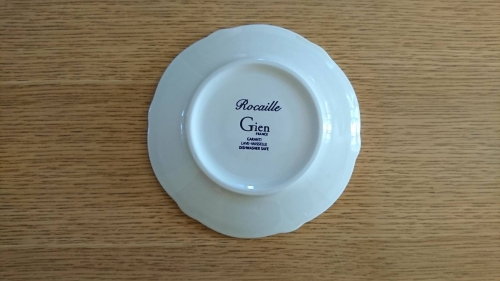 Rocaille
Gien
FRANCE
GARANTI
LAVE-VAISSELLE
DISHWASHER SAFE